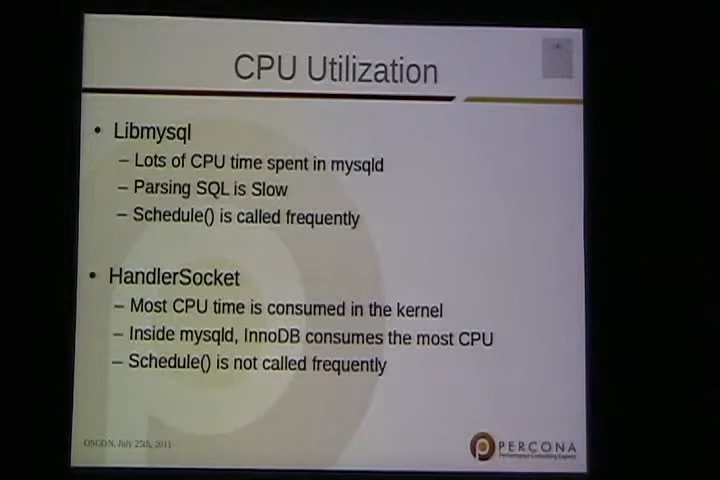 CPU Utilization
• Libmysql
– Lots of CPU time spent in mysqld
– Parsing SQL is Slow
– Schedule() is called frequently
• HandlerSocket
– Most CPU time is consumed in the kernel
– Inside mysqld, InnoDB consumes the most CPU
– Schedule() is not called frequently
OSCON, July 25th, 2011
PERCONA
Performance Consulting Experts